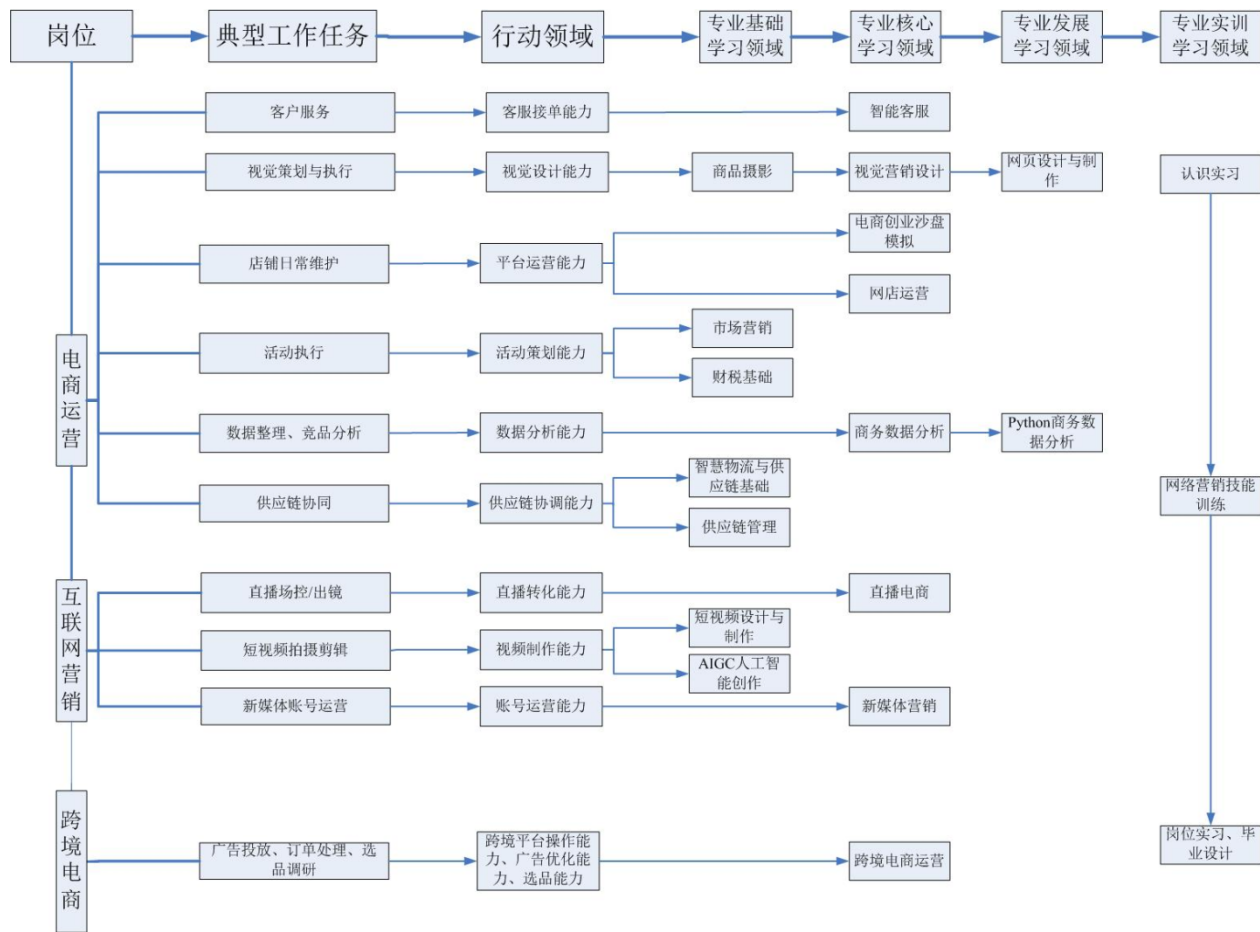 岗位
典型工作任务
行动领域
专业基础
学习领域
专业核心
学习领域
专业发展
学习领域
专业实训
学习领域
电商运营
客户服务
客服接单能力
智能客服
视觉策划与执行
视觉设计能力
商品摄影
视觉营销设计
网页设计与制
作
认识实习
店铺日常维护
平台运营能力
电商创业沙盘
模拟
网店运营
活动执行
活动策划能力
市场营销
财税基础
数据整理、竞品分析
数据分析能力
商务数据分析
Python商务数
据分析
供应链协同
供应链协调能力
智慧物流与供
应链基础
供应链管理
网络营销技能
训练
互联网营销
直播场控/出镜
直播转化能力
直播电商
短视频拍摄剪辑
视频制作能力
短视频设计与
制作
AIGC人工智
能创作
新媒体账号运营
账号运营能力
新媒体营销
跨境电商
广告投放、订单处理、选
品调研
跨境平台操作能
力、广告优化能
力、选品能力
跨境电商运营
岗位实习、毕
业设计